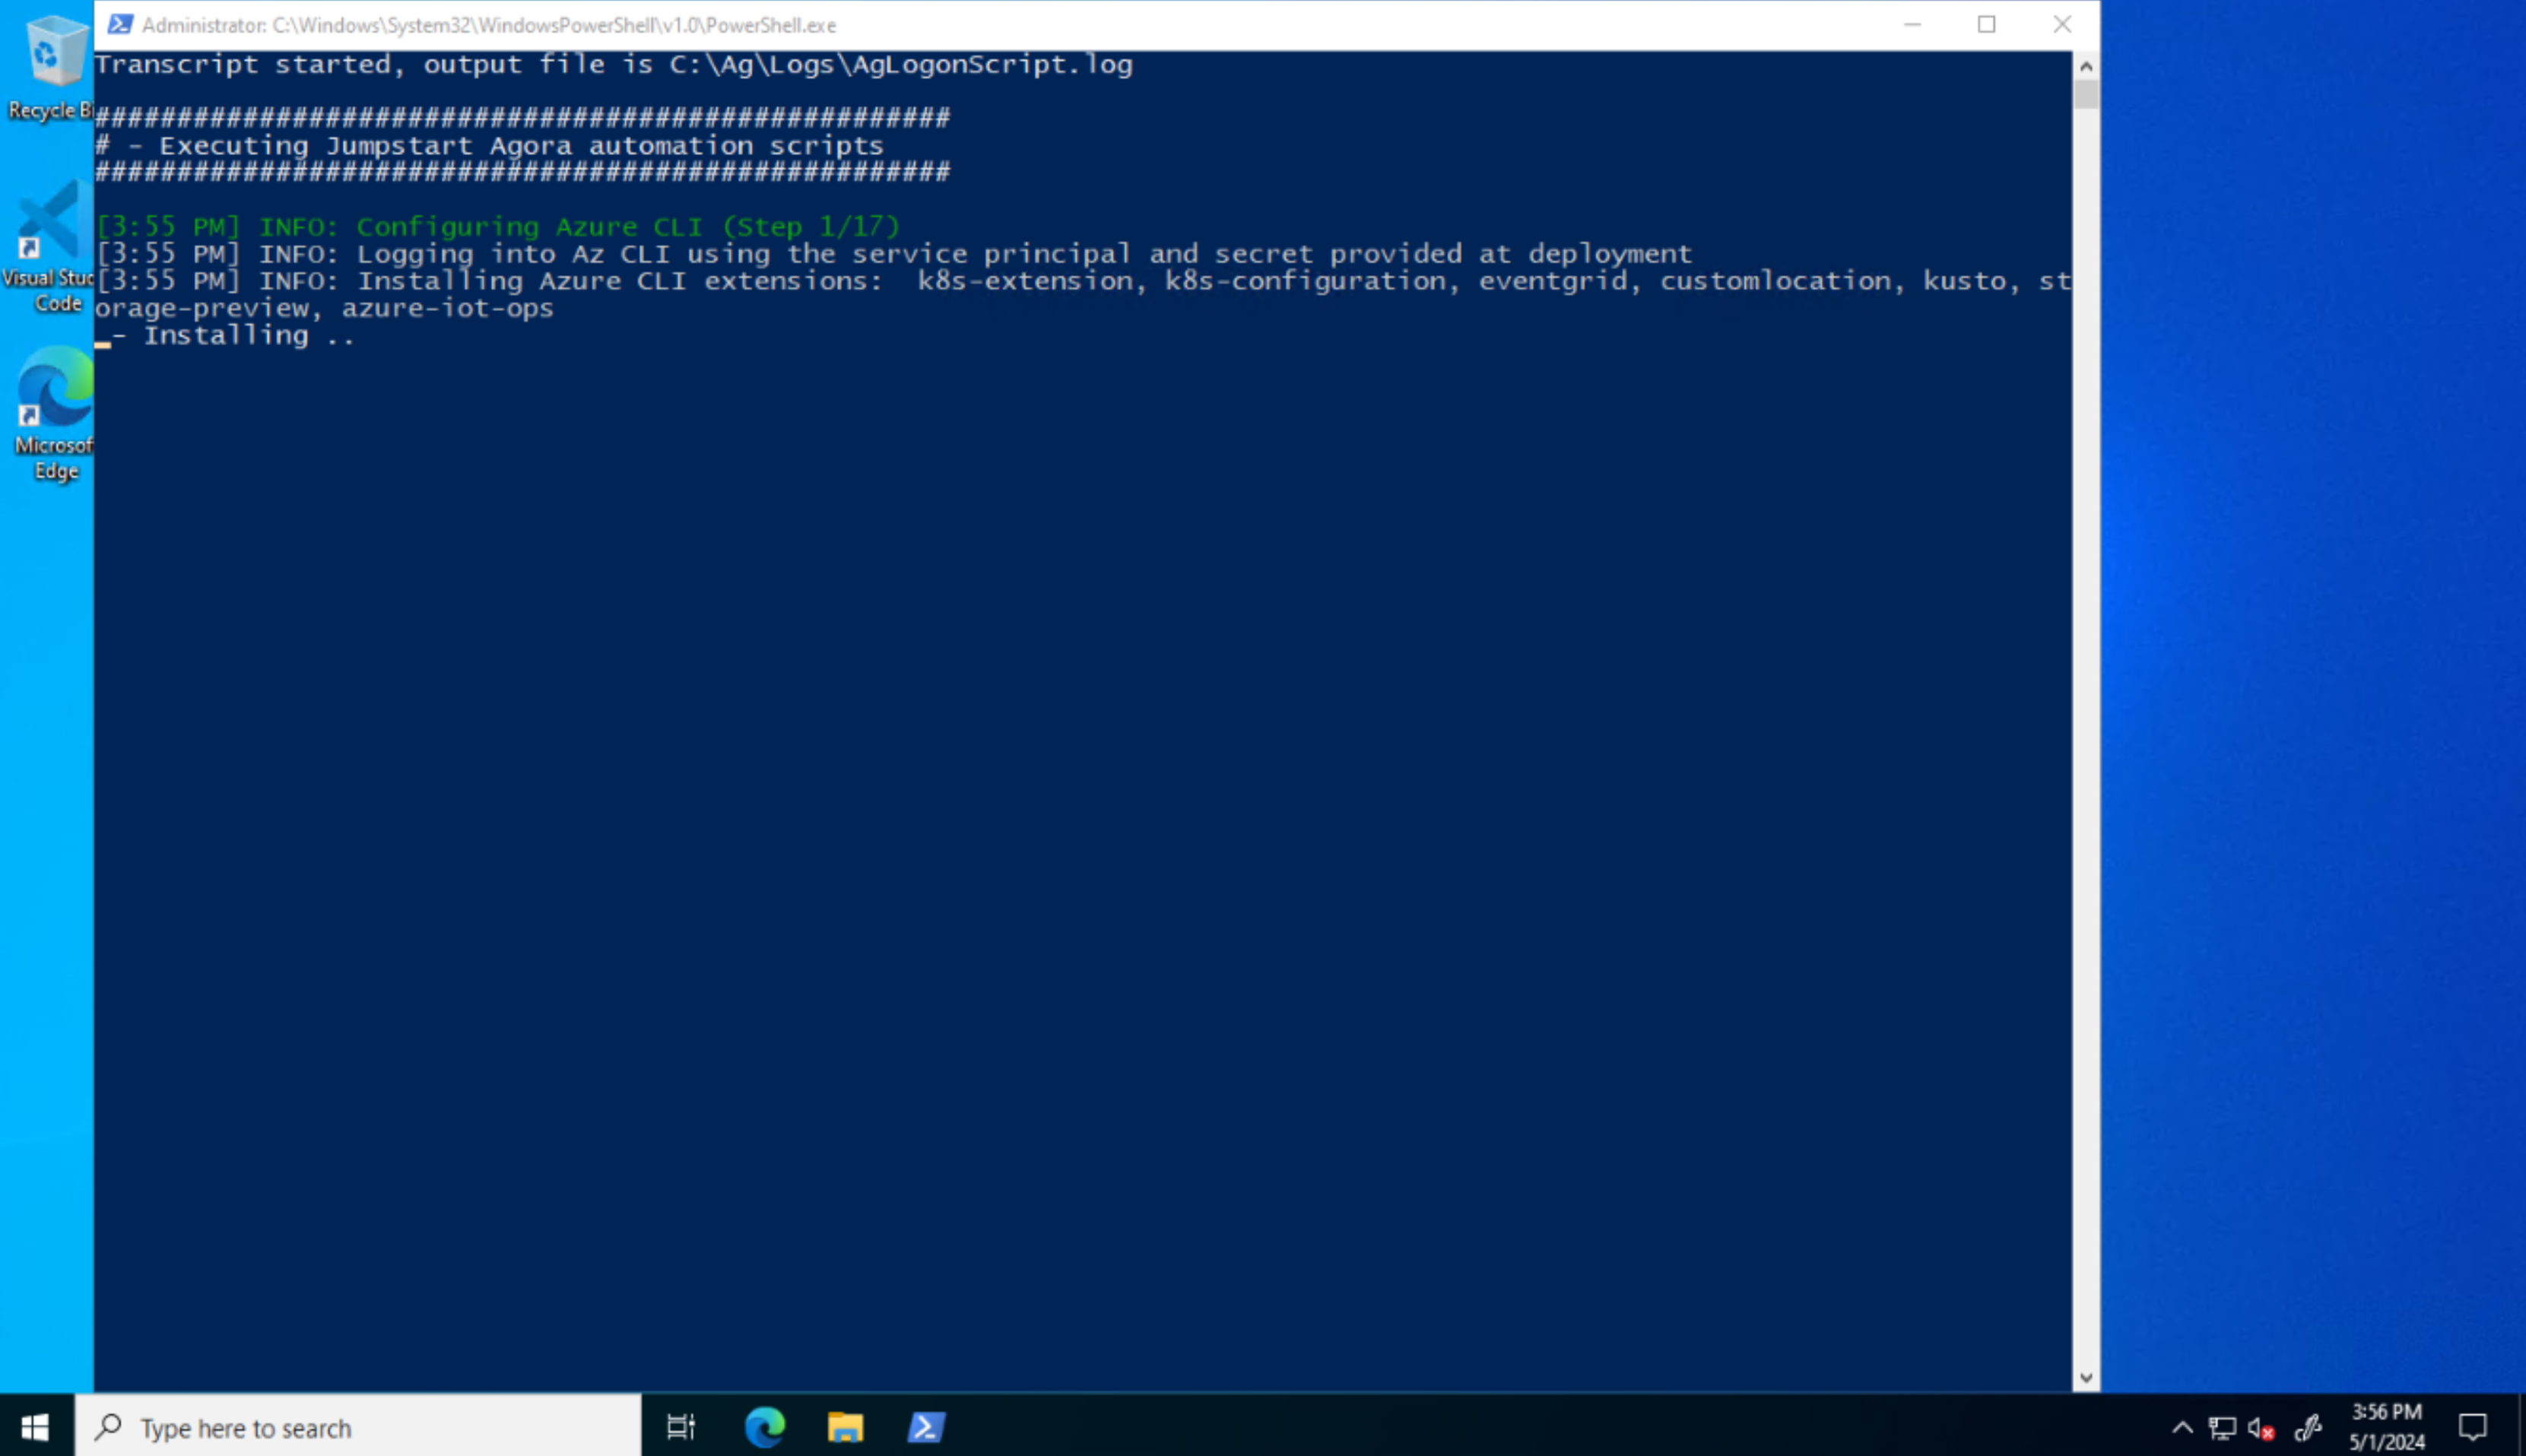 Administrator: C:\Windows\System32\WindowsPowerShell\v1.0\PowerShell.exe
Transcript started, output file is C:\Ag\Logs\AgLogonScript.log
####################################################
# - Executing Jumpstart Agora automation scripts
####################################################
[3:55 PM] INFO: Configuring Azure CLI (Step 1/17)
[3:55 PM] INFO: Logging into Az CLI using the service principal and secret provided at deployment
[3:55 PM] INFO: Installing Azure CLI extensions:  k8s-extension, k8s-configuration, eventgrid, customlocation, kusto, st
orage-preview, azure-iot-ops
_- Installing ..
Recycle Bi
Visual Stud
Code
Microsof
Edge
Type here to search
3:56 PM
5/1/2024